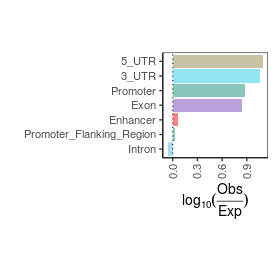 5_UTR
3_UTR
Promoter
Exon
Enhancer
Promoter_Flanking_Region
Intron
0.0 0.3 0.6 0.9
log₁₀(Obs/Exp)